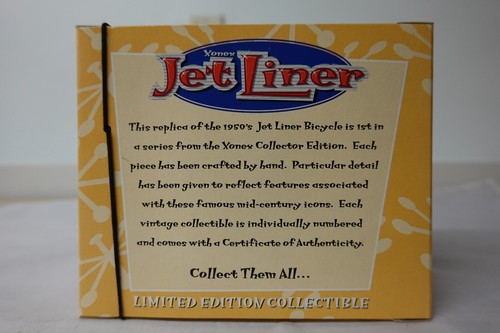 Yonex
Jet Liner
This replica of the 1950's Jet Liner Bicycle is 1st in
a series from the Xonex Collector Edition. Each
piece has been crafted by hand. Particular detail
has been given to reflect features associated
with these famous mid-century icons. Each
vintage collectible is individually numbered
and comes with a Certificate of Authenticity.
Collect Them All...
LIMITED EDITION COLLECTIBLE